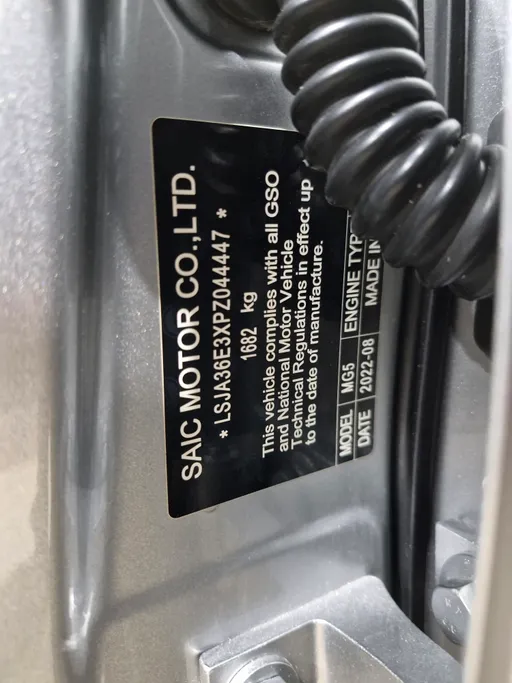 SAIC MOTOR CO.,LTD.
* LSJA36E3XPZ044447 *
1682 kg
This vehicle complies with all GSO
and National Motor Vehicle
Technical Regulations in effect up
to the date of manufacture.
MODEL MG5 ENGINE TYP
DATE 2022-08 MADE IN